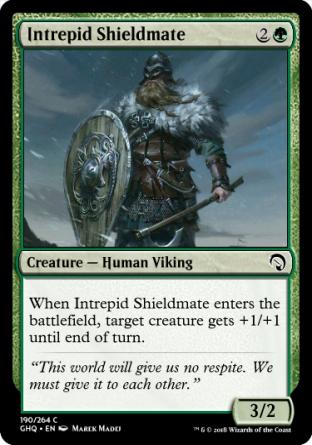 Intrepid Shieldmate 2
Creature — Human Viking
When Intrepid Shieldmate enters the
battlefield, target creature gets +1/+1
until end of turn.
“This world will give us no respite. We
must give it to each other.”
3/2
190/264 C
GHQ • EN Marek Madej
™ & © 2018 Wizards of the Coast